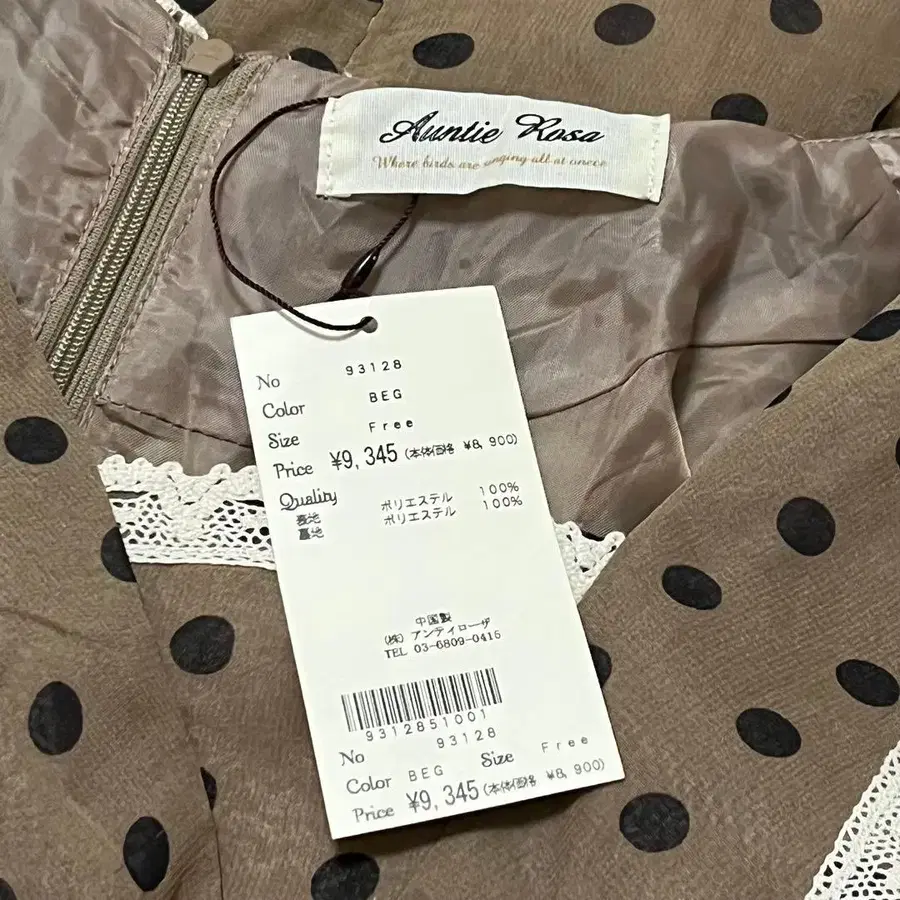 Auntie Rosa
Where birds are singing all at onece
No 93128
Color BEG
Size Free
Price ¥9,345 (本体価格 ¥8,900)
Quality
表地 ポリエステル 100%
裏地 ポリエステル 100%
中国製
(株) アンティローザ
TEL 03-6809-0415
9312851001
No 93128
Color BEG Size Free
Price ¥9,345 (本体価格 ¥8,900)